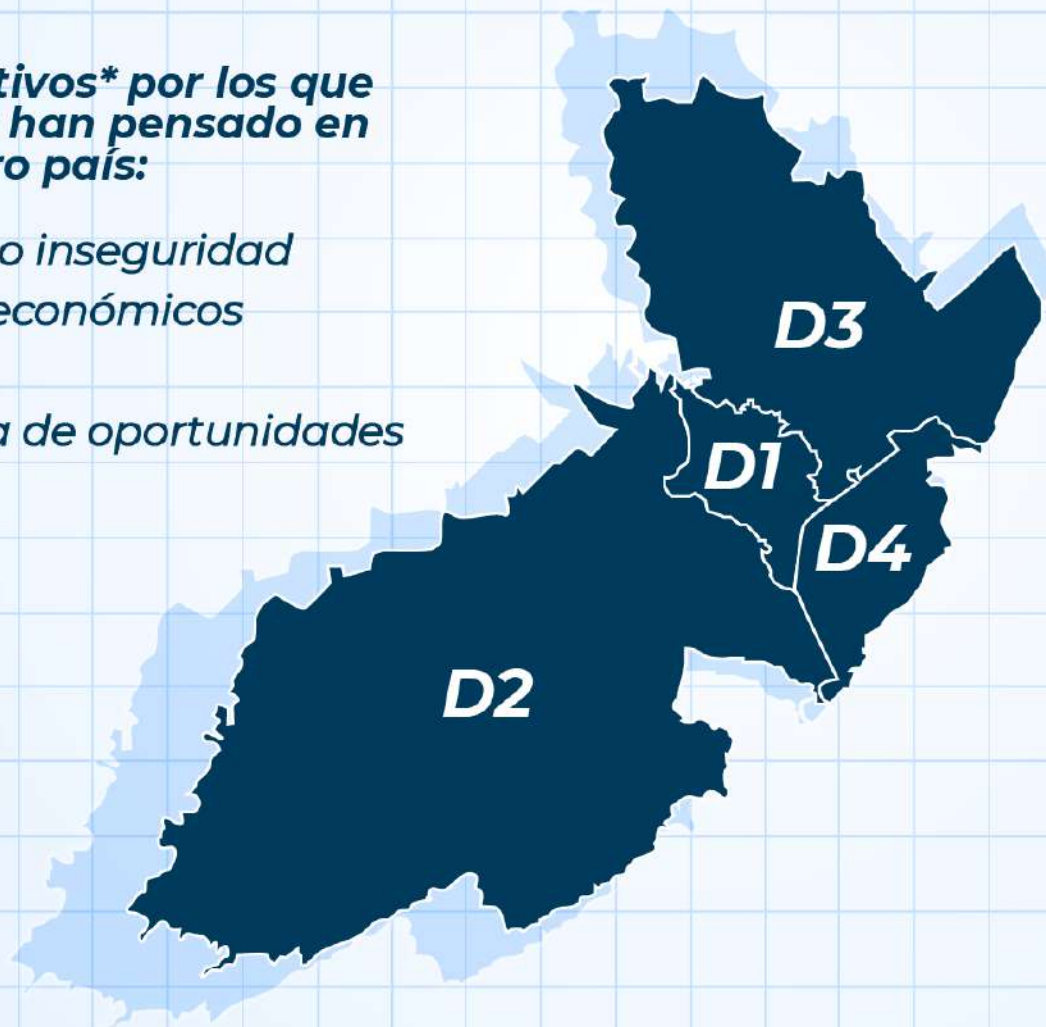 tivos* por los que
han pensado en
ro país:
o inseguridad
económicos
a de oportunidades
D3
D1
D4
D2